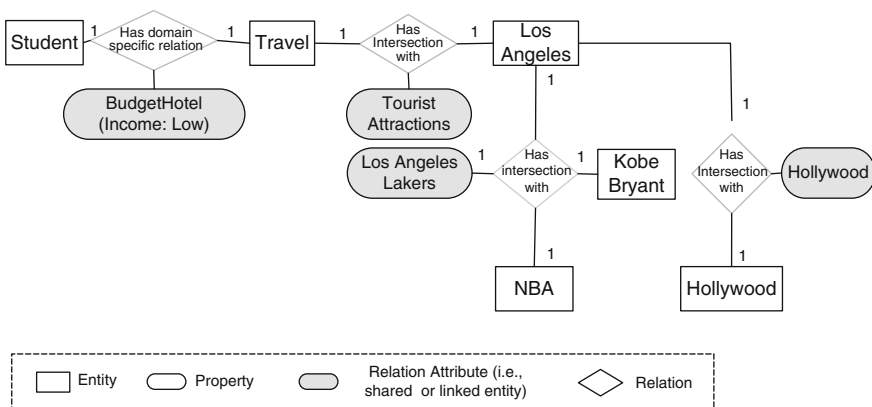 Student
1
Has domain
specific relation
1
Travel
1
Has
Intersection
with
1
Los
Angeles
BudgetHotel
(Income: Low)
Tourist
Attractions
1
1
Los Angeles
Lakers
1
Has
intersection
with
1
Kobe
Bryant
Has
Intersection
with
Hollywood
1
NBA
1
Hollywood
Entity
Property
Relation Attribute (i.e.,
shared or linked entity)
Relation